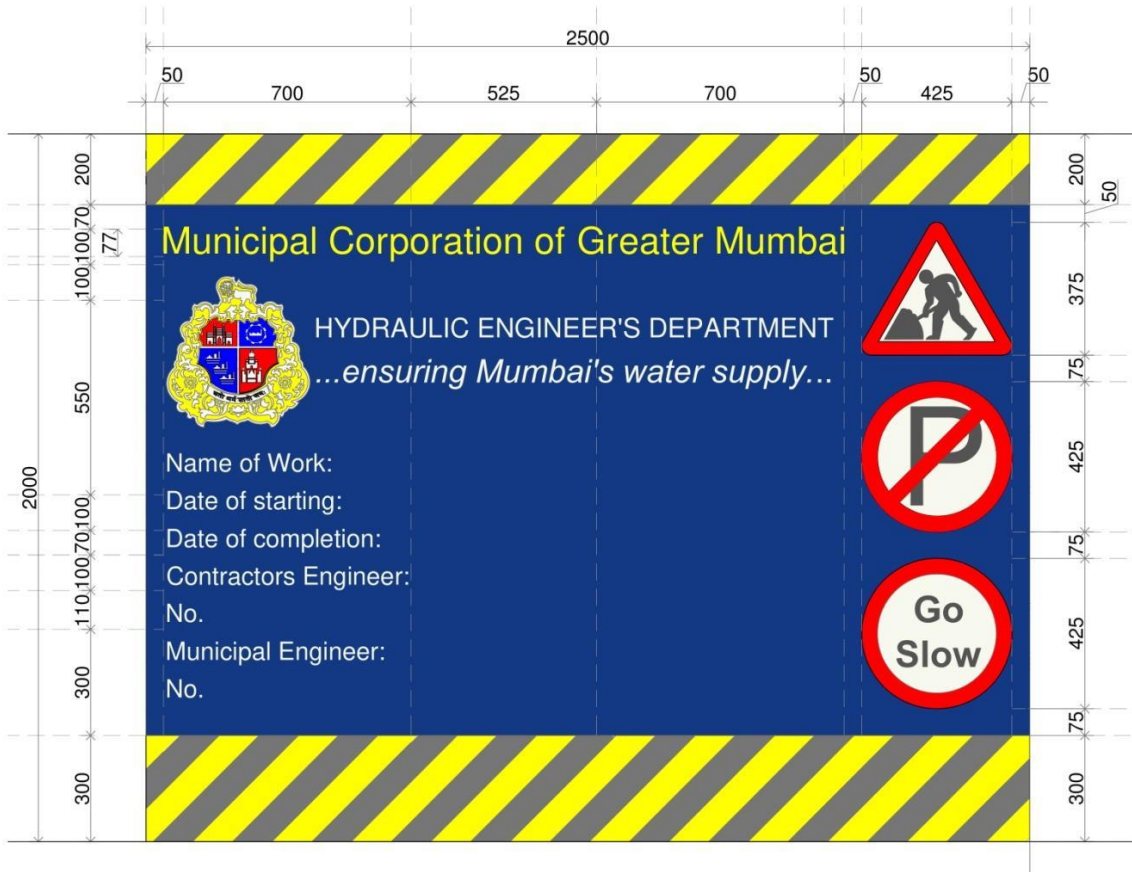 2500
50
50
50
700
525
700
425
200
200
50
70
100
77
100
375
Municipal Corporation of Greater Mumbai
HYDRAULIC ENGINEER'S DEPARTMENT
...ensuring Mumbai's water supply...
75
550
425
P
2000
Name of Work:
Date of starting:
100
Date of completion:
70
75
Contractors Engineer:
100
No.
110
Go
Slow
425
Municipal Engineer:
300
No.
75
300
300